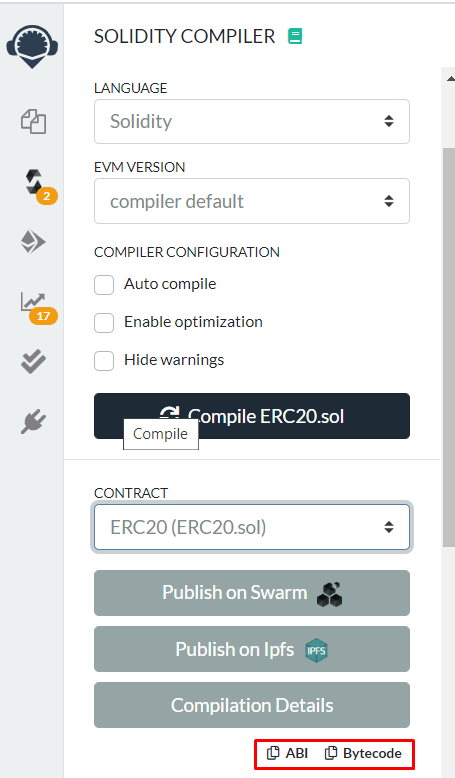 SOLIDITY COMPILER
LANGUAGE
Solidity
EVM VERSION
compiler default
COMPILER CONFIGURATION
Auto compile
2
Enable optimization
17
Hide warnings
Compile ERC20.sol
Compile
CONTRACT
ERC20 (ERC20.sol)
Publish on Swarm
Publish on Ipfs IPFS
Compilation Details
ABI Bytecode